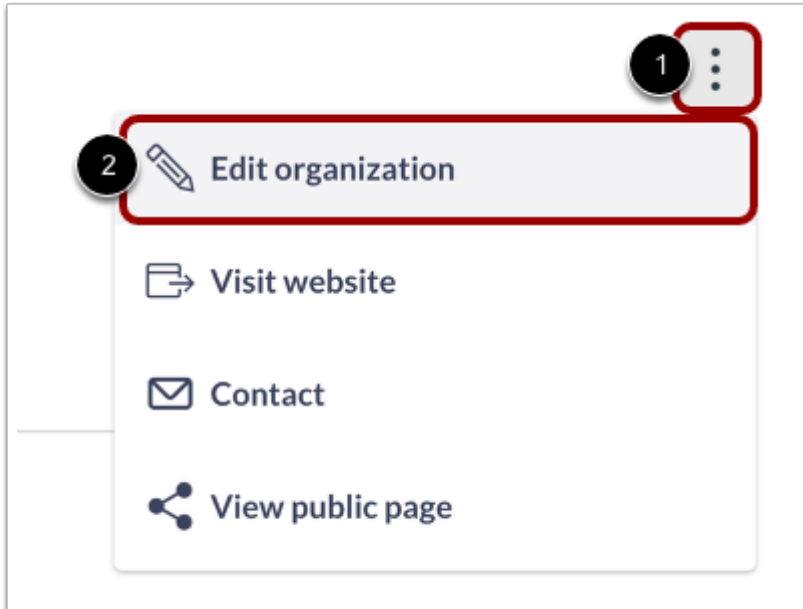 1
2 Edit organization
Visit website
Contact
View public page